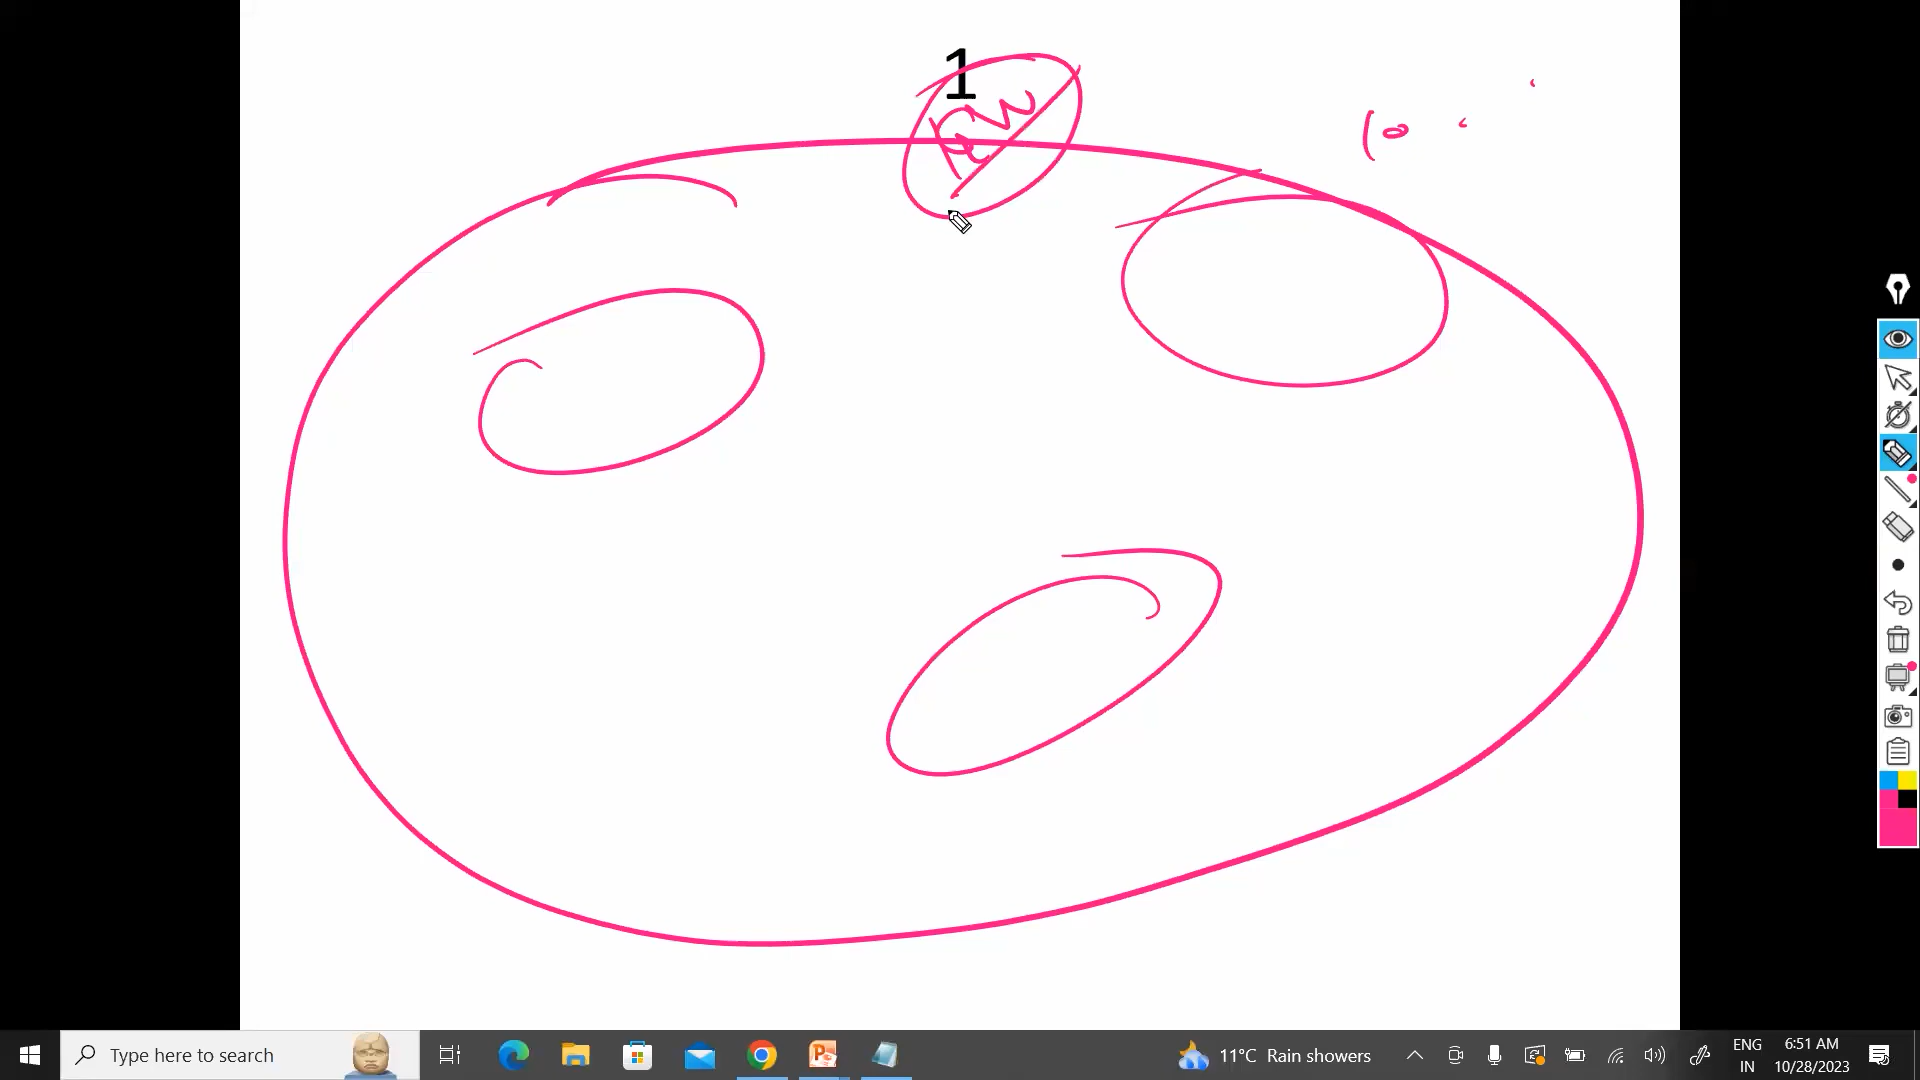 1
Type here to search
11°C Rain showers
ENG
IN
6:51 AM
10/28/2023